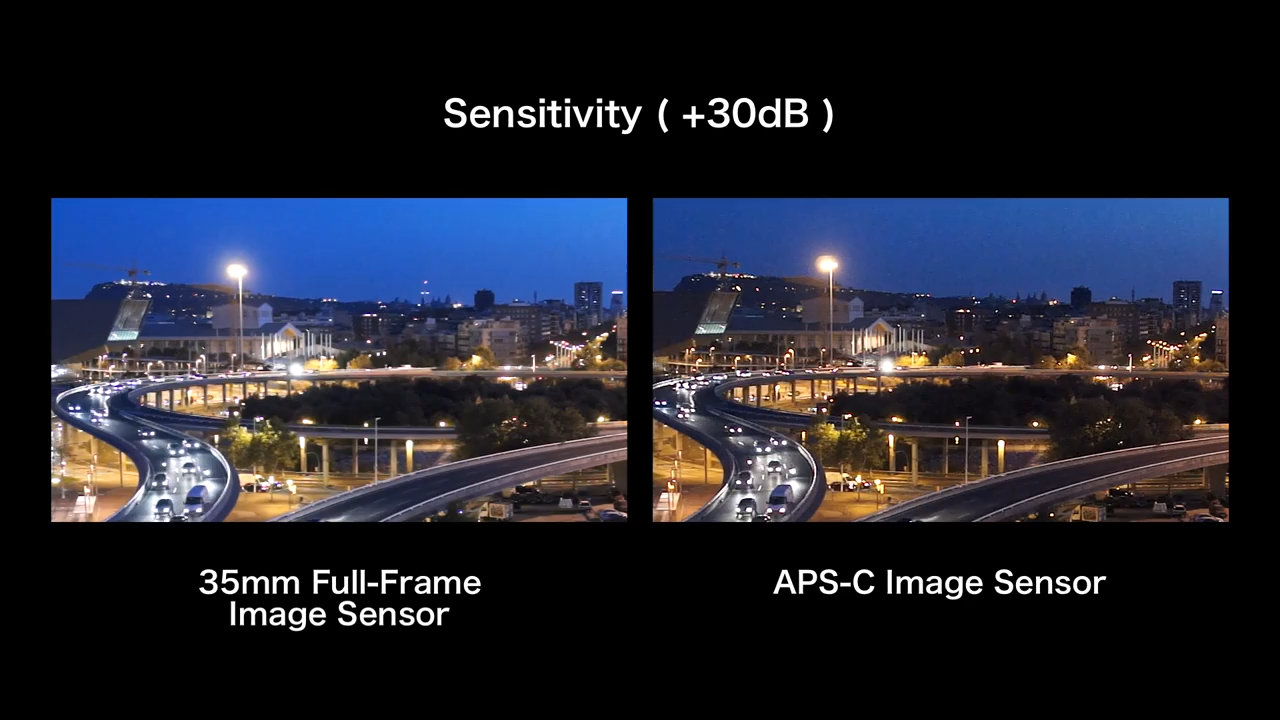 Sensitivity ( +30dB )
35mm Full-Frame
Image Sensor
APS-C Image Sensor